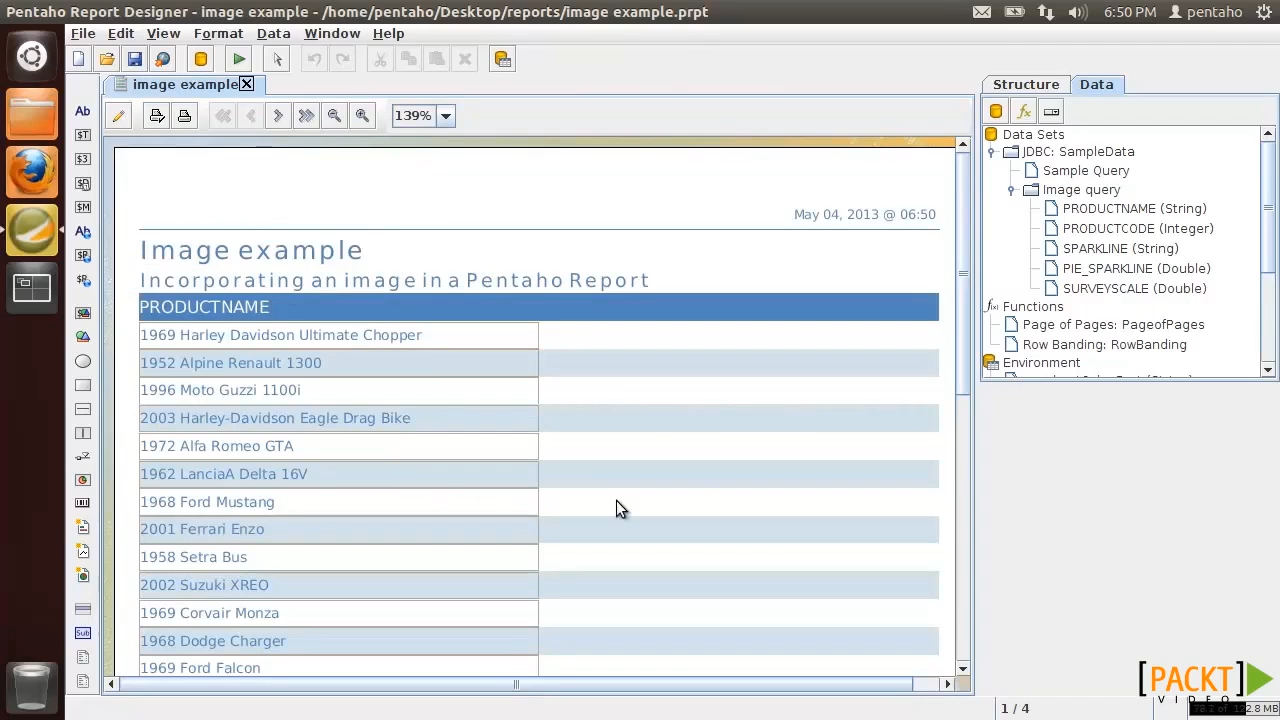 Pentaho Report Designer - image example - /home/pentaho/Desktop/reports/image example.prpt
6:50 PM
pentaho
File Edit View Format Data Window Help
image example
Structure
Data
139%
Data Sets
JDBC: SampleData
Sample Query
Image query
PRODUCTNAME (String)
PRODUCTCODE (Integer)
SPARKLINE (String)
PIE_SPARKLINE (Double)
SURVEYSCALE (Double)
Functions
Page of Pages: PageofPages
Row Banding: RowBanding
Environment
Ab
Ab
Sub
May 04, 2013 @ 06:50
Image example
Incorporating an image in a Pentaho Report
PRODUCTNAME
1969 Harley Davidson Ultimate Chopper
1952 Alpine Renault 1300
1996 Moto Guzzi 1100i
2003 Harley-Davidson Eagle Drag Bike
1972 Alfa Romeo GTA
1962 LanciaA Delta 16V
1968 Ford Mustang
2001 Ferrari Enzo
1958 Setra Bus
2002 Suzuki XREO
1969 Corvair Monza
1968 Dodge Charger
1969 Ford Falcon
[PACKT]
VIDEO
1 / 4